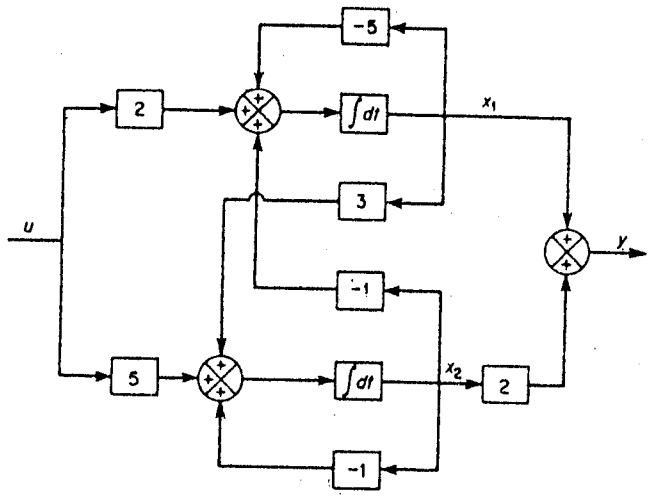 -5
+
2
+
+
∫dt
x₁
3
u
+
y
+
-1
+
5
+
+
∫dt
x₂
2
-1